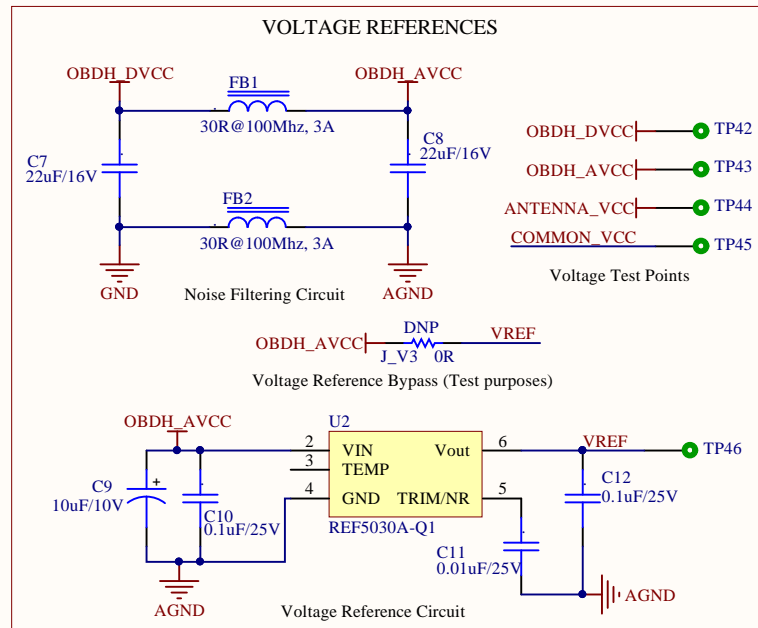 VOLTAGE REFERENCES
OBDH_DVCC
FB1
OBDH_AVCC
30R@100Mhz, 3A
C7
22uF/16V
C8
22uF/16V
FB2
30R@100Mhz, 3A
GND
Noise Filtering Circuit
AGND
OBDH_DVCC
TP42
OBDH_AVCC
TP43
ANTENNA_VCC
TP44
COMMON_VCC
TP45
Voltage Test Points
OBDH_AVCC
DNP
VREF
J_V3 0R
Voltage Reference Bypass (Test purposes)
OBDH_AVCC
U2
2 VIN Vout 6
VREF
TP46
3 TEMP
4 GND TRIM/NR 5
REF5030A-Q1
C9
10uF/10V
C10
0.1uF/25V
C11
0.01uF/25V
C12
0.1uF/25V
AGND
AGND
Voltage Reference Circuit